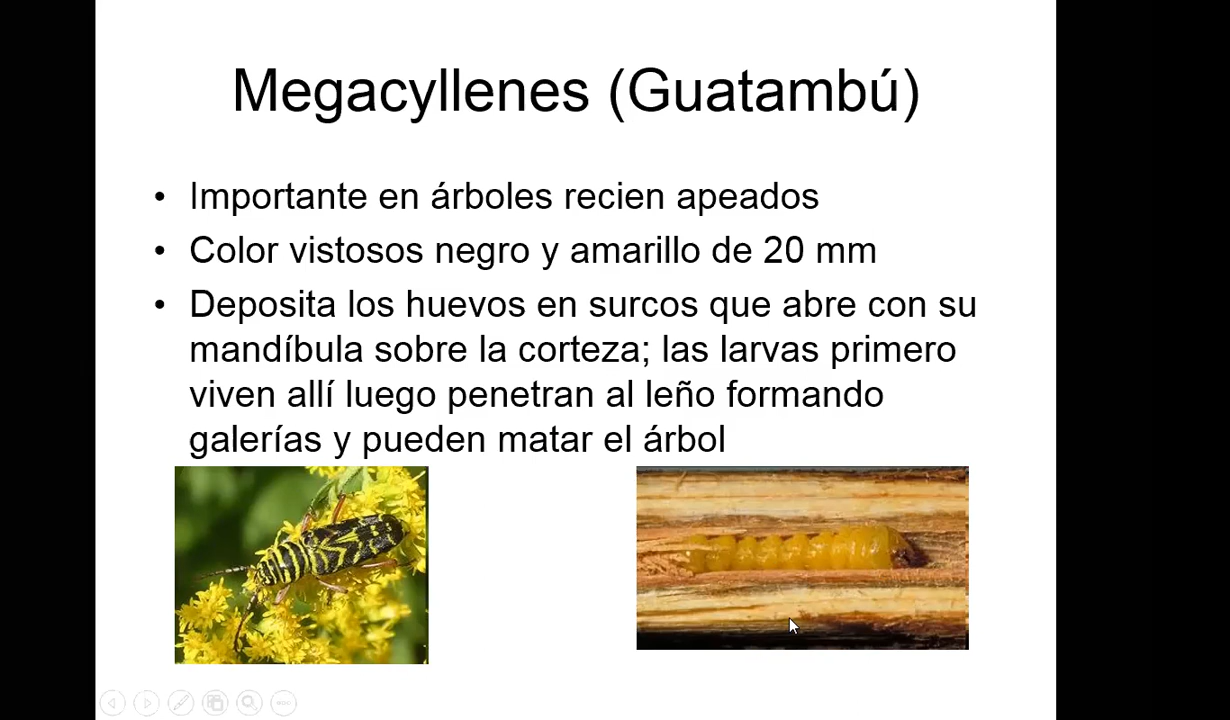 Megacyllenes (Guatambú)
• Importante en árboles recien apeados
• Color vistosos negro y amarillo de 20 mm
• Deposita los huevos en surcos que abre con su
mandíbula sobre la corteza; las larvas primero
viven allí luego penetran al leño formando
galerías y pueden matar el árbol